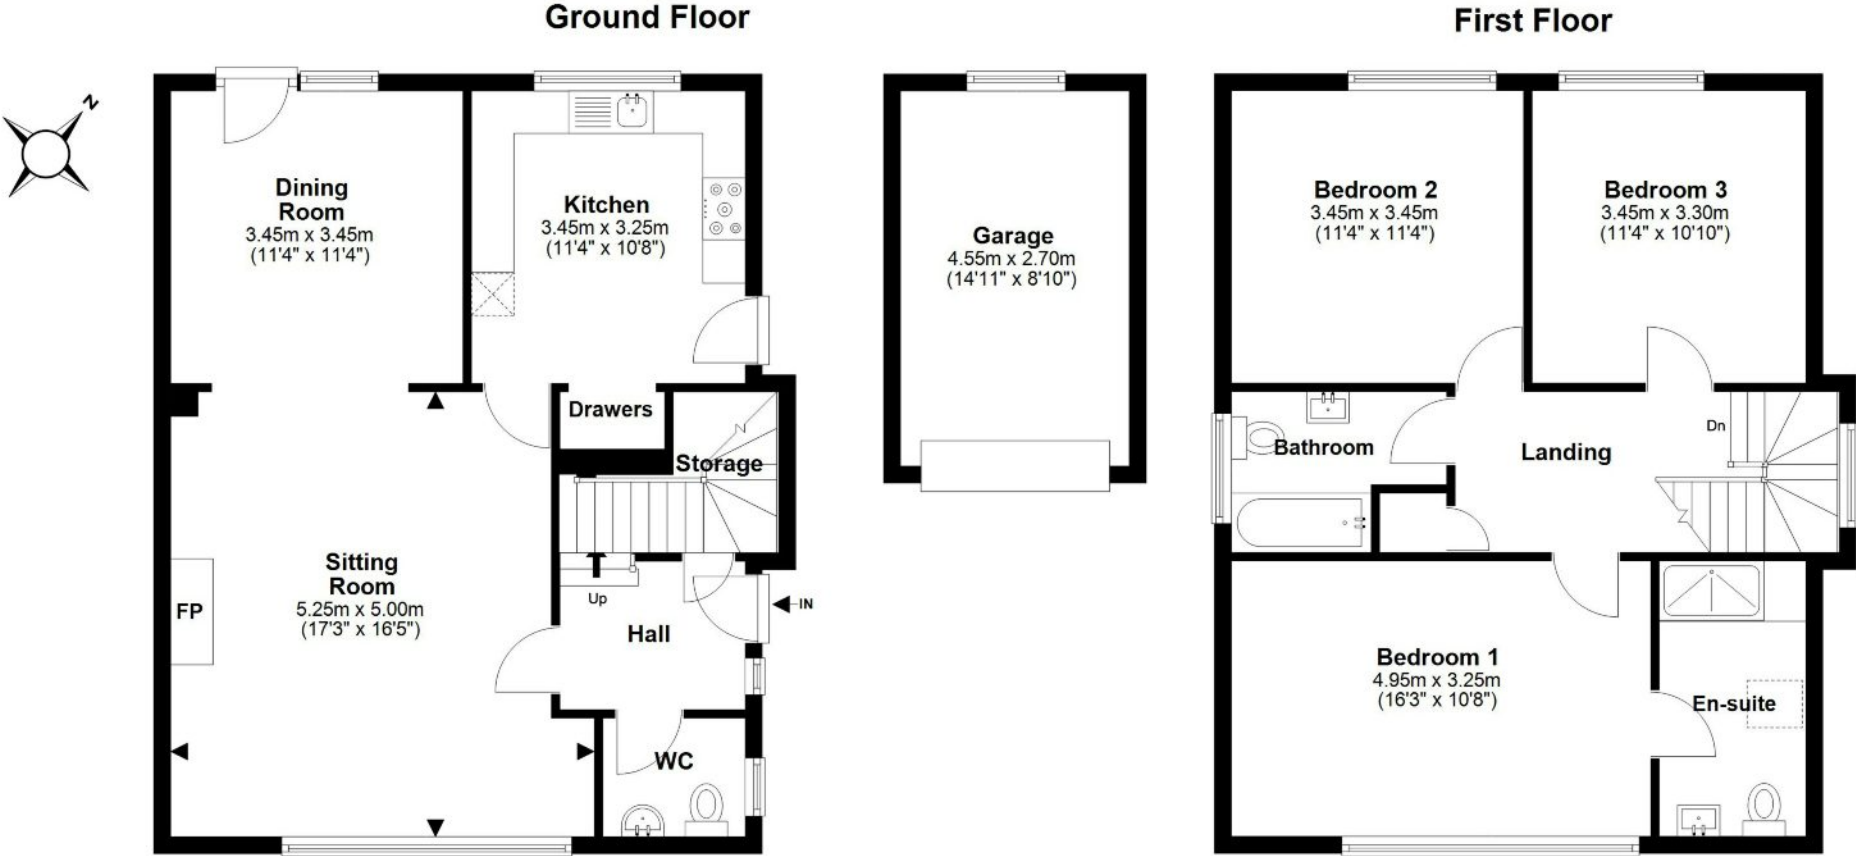 Ground Floor
First Floor
N
Dining
Room
3.45m x 3.45m
(11'4" x 11'4")
Kitchen
3.45m x 3.25m
(11'4" x 10'8")
Garage
4.55m x 2.70m
(14'11" x 8'10")
Bedroom 2
3.45m x 3.45m
(11'4" x 11'4")
Bedroom 3
3.45m x 3.30m
(11'4" x 10'10")
Drawers
Storage
Sitting
Room
5.25m x 5.00m
(17'3" x 16'5")
FP
Up
Hall
IN
WC
Bathroom
Landing
Dn
Bedroom 1
4.95m x 3.25m
(16'3" x 10'8")
En-suite